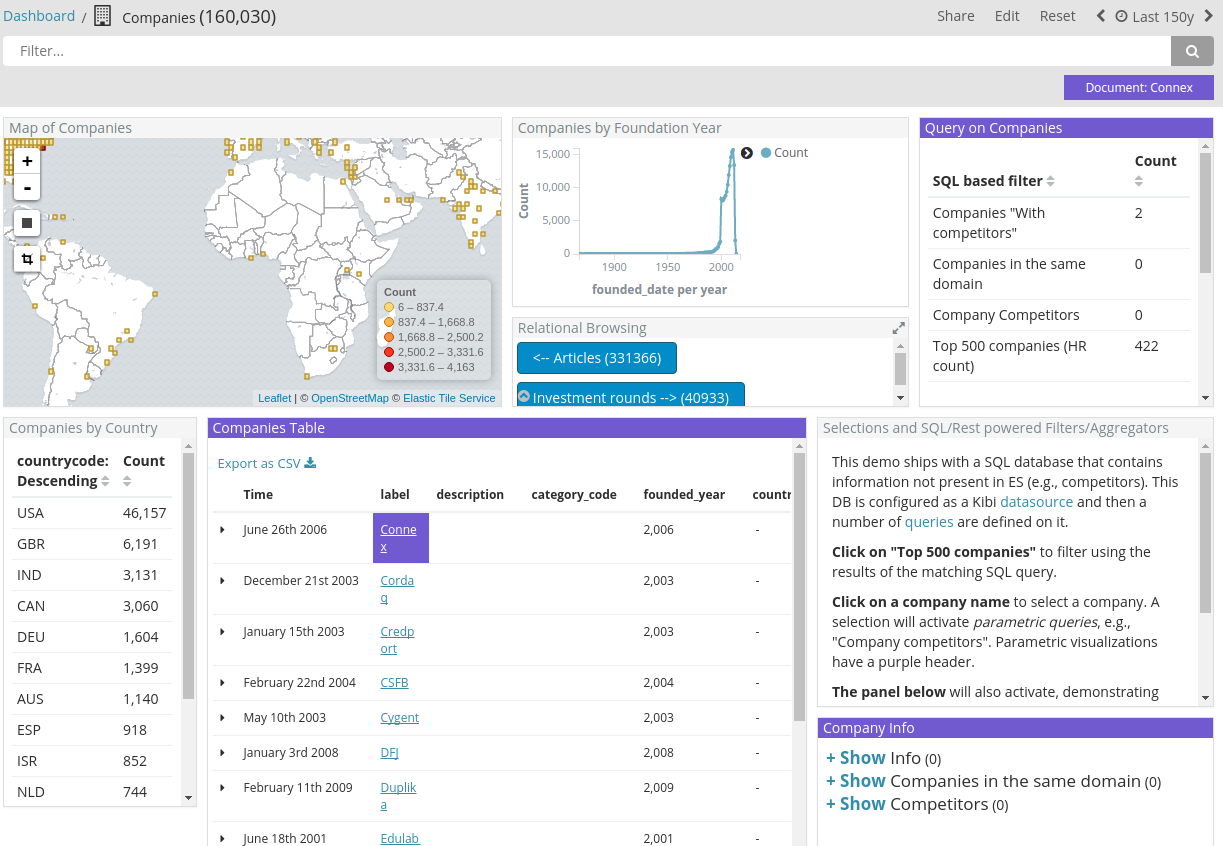 Dashboard / Companies (160,030)
Share Edit Reset Last 150y
Filter...
Document: Connex
Map of Companies
+
-
Count
6 – 837.4
837.4 – 1,668.8
1,668.8 – 2,500.2
2,500.2 – 3,331.6
3,331.6 – 4,163
Leaflet | © OpenStreetMap © Elastic Tile Service
Companies by Foundation Year
Count
15,000
10,000
5,000
0
Count
1900 1950 2000
founded_date per year
Relational Browsing
<-- Articles (331366)
Investment rounds --> (40933)
Query on Companies
Count
SQL based filter
Companies "With 2
competitors"
Companies in the same 0
domain
Company Competitors 0
Top 500 companies (HR 422
count)
Companies by Country
countrycode: Count
Descending
USA 46,157
GBR 6,191
IND 3,131
CAN 3,060
DEU 1,604
FRA 1,399
AUS 1,140
ESP 918
ISR 852
NLD 744
Companies Table
Export as CSV
Time label description category_code founded_year countr
June 26th 2006 Conne 2,006 -
x
December 21st 2003 Corda 2,003 -
q
January 15th 2003 Credp 2,003 -
ort
February 22nd 2004 CSFB 2,004 -
May 10th 2003 Cygent 2,003 -
January 3rd 2008 DFJ 2,008 -
February 11th 2009 Duplik 2,009 -
a
June 18th 2001 Edulab 2,001 -
Selections and SQL/Rest powered Filters/Aggregators
This demo ships with a SQL database that contains
information not present in ES (e.g., competitors). This
DB is configured as a Kibi datasource and then a
number of queries are defined on it.
Click on "Top 500 companies" to filter using the
results of the matching SQL query.
Click on a company name to select a company. A
selection will activate parametric queries, e.g.,
"Company competitors". Parametric visualizations
have a purple header.
The panel below will also activate, demonstrating
Company Info
+ Show Info (0)
+ Show Companies in the same domain (0)
+ Show Competitors (0)